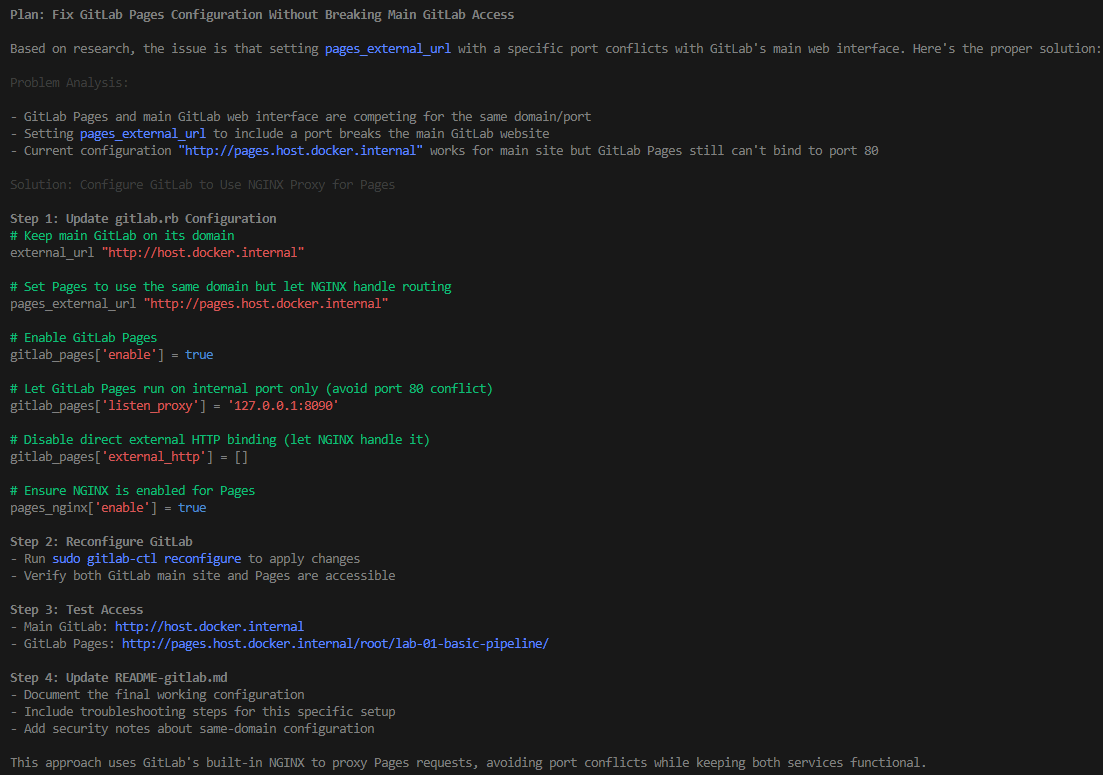 Plan: Fix GitLab Pages Configuration Without Breaking Main GitLab Access
Based on research, the issue is that setting pages_external_url with a specific port conflicts with GitLab's main web interface. Here's the proper solution:
Problem Analysis:
- GitLab Pages and main GitLab web interface are competing for the same domain/port
- Setting pages_external_url to include a port breaks the main GitLab website
- Current configuration "http://pages.host.docker.internal" works for main site but GitLab Pages still can't bind to port 80
Solution: Configure GitLab to Use NGINX Proxy for Pages
Step 1: Update gitlab.rb Configuration
# Keep main GitLab on its domain
external_url "http://host.docker.internal"
# Set Pages to use the same domain but let NGINX handle routing
pages_external_url "http://pages.host.docker.internal"
# Enable GitLab Pages
gitlab_pages['enable'] = true
# Let GitLab Pages run on internal port only (avoid port 80 conflict)
gitlab_pages['listen_proxy'] = '127.0.0.1:8090'
# Disable direct external HTTP binding (let NGINX handle it)
gitlab_pages['external_http'] = []
# Ensure NGINX is enabled for Pages
pages_nginx['enable'] = true
Step 2: Reconfigure GitLab
- Run sudo gitlab-ctl reconfigure to apply changes
- Verify both GitLab main site and Pages are accessible
Step 3: Test Access
- Main GitLab: http://host.docker.internal
- GitLab Pages: http://pages.host.docker.internal/root/lab-01-basic-pipeline/
Step 4: Update README-gitlab.md
- Document the final working configuration
- Include troubleshooting steps for this specific setup
- Add security notes about same-domain configuration
This approach uses GitLab's built-in NGINX to proxy Pages requests, avoiding port conflicts while keeping both services functional.